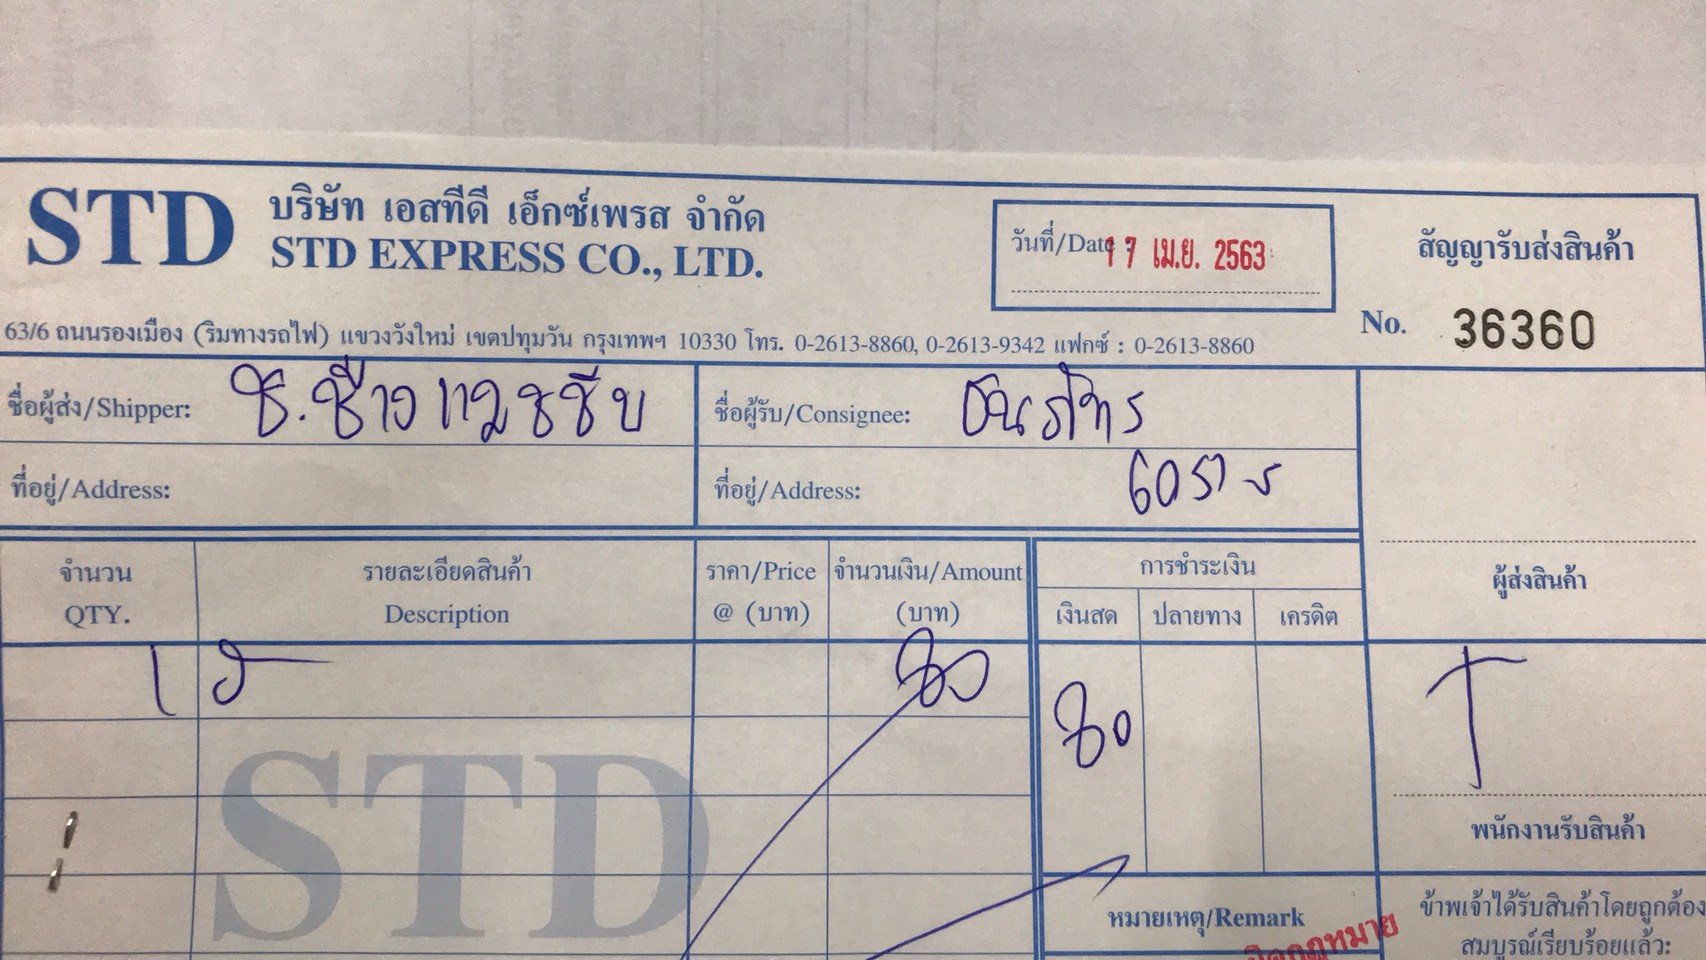 STD
บริษัท เอสทีดี เอ็กซ์เพรส จำกัด
STD EXPRESS CO., LTD.
วันที่/Date : 17 เม.ย. 2563
สัญญารับส่งสินค้า
No. 36360
63/6 ถนนรองเมือง (ริมทางรถไฟ) แขวงวังใหม่ เขตปทุมวัน กรุงเทพฯ 10330 โทร. 0-2613-8860, 0-2613-9342 แฟกซ์ : 0-2613-8860
ชื่อผู้ส่ง/Shipper:
ชื่อผู้รับ/Consignee: ธนภัทร
ที่อยู่/Address:
ที่อยู่/Address:
ผู้ส่งสินค้า
จำนวน
QTY.
รายละเอียดสินค้า
Description
ราคา/Price
@ (บาท)
จำนวนเงิน/Amount
(บาท)
การชำระเงิน
เงินสด ปลายทาง เครดิต
1
80
80
STD
พนักงานรับสินค้า
หมายเหตุ/Remark
ข้าพเจ้าได้รับสินค้าโดยถูกต้อง
สมบูรณ์เรียบร้อยแล้ว: